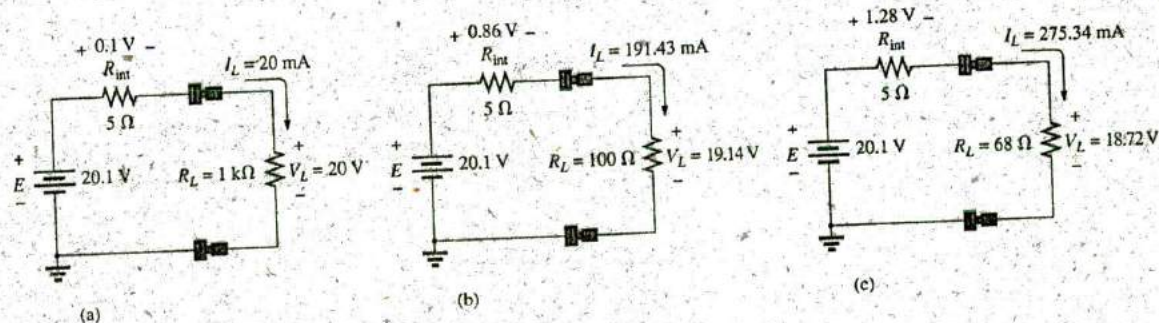 + 0.1 V –
R_int
5 Ω
I_L = 20 mA
+
E
–
20.1 V
R_L = 1 kΩ
+
V_L = 20 V
–
(a)
+ 0.86 V –
R_int
5 Ω
I_L = 191.43 mA
+
E
–
20.1 V
R_L = 100 Ω
+
V_L = 19.14 V
–
(b)
+ 1.28 V –
R_int
5 Ω
I_L = 275.34 mA
+
E
–
20.1 V
R_L = 68 Ω
+
V_L = 18.72 V
–
(c)